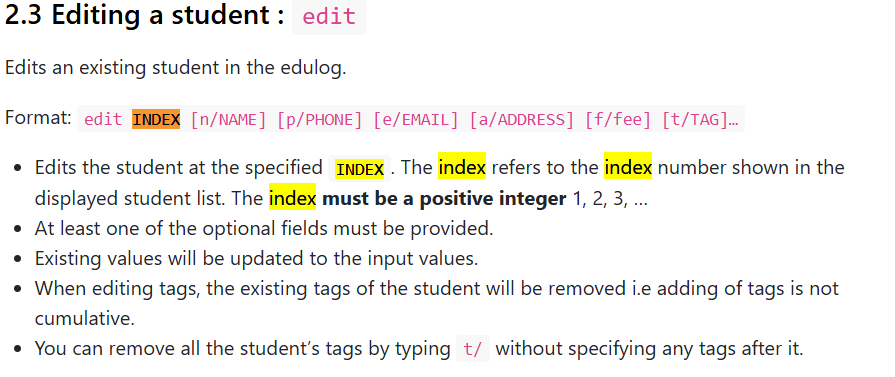 2.3 Editing a student : edit
Edits an existing student in the edulog.
Format: edit INDEX [n/NAME] [p/PHONE] [e/EMAIL] [a/ADDRESS] [f/fee] [t/TAG]…
• Edits the student at the specified INDEX . The index refers to the index number shown in the
displayed student list. The index must be a positive integer 1, 2, 3, …
• At least one of the optional fields must be provided.
• Existing values will be updated to the input values.
• When editing tags, the existing tags of the student will be removed i.e adding of tags is not
cumulative.
• You can remove all the student’s tags by typing t/ without specifying any tags after it.